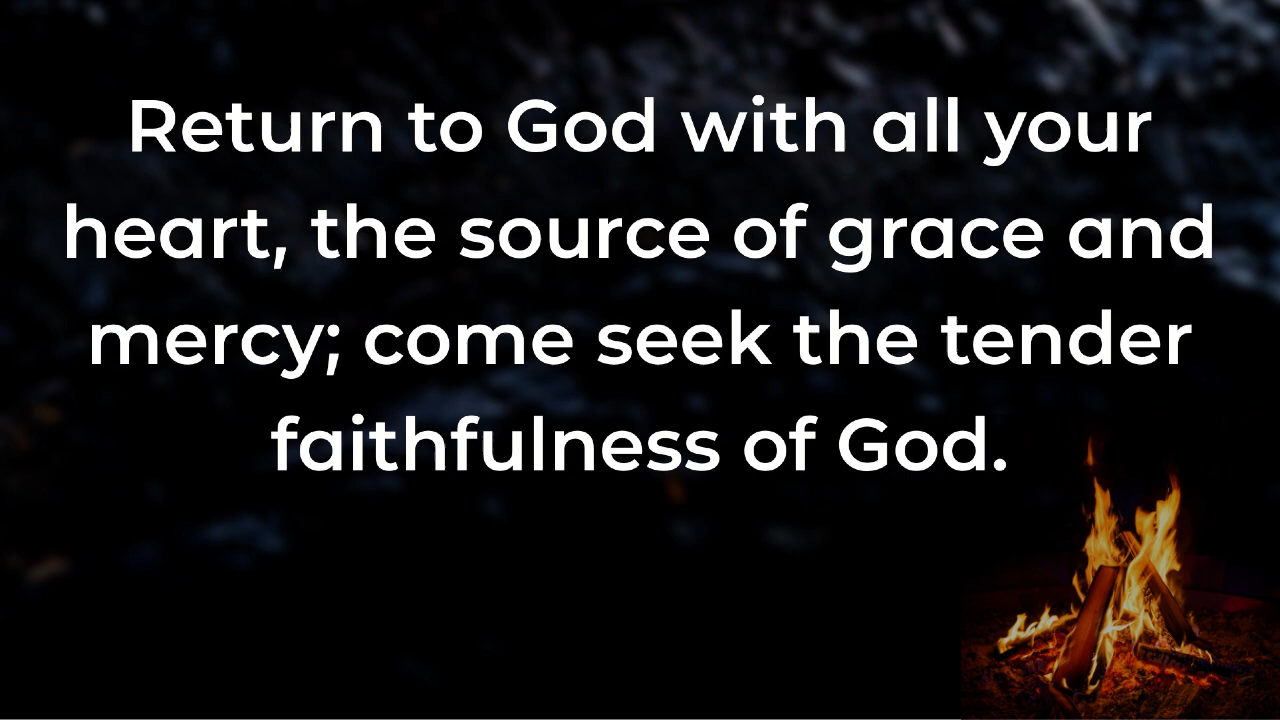 Return to God with all your
heart, the source of grace and
mercy; come seek the tender
faithfulness of God.